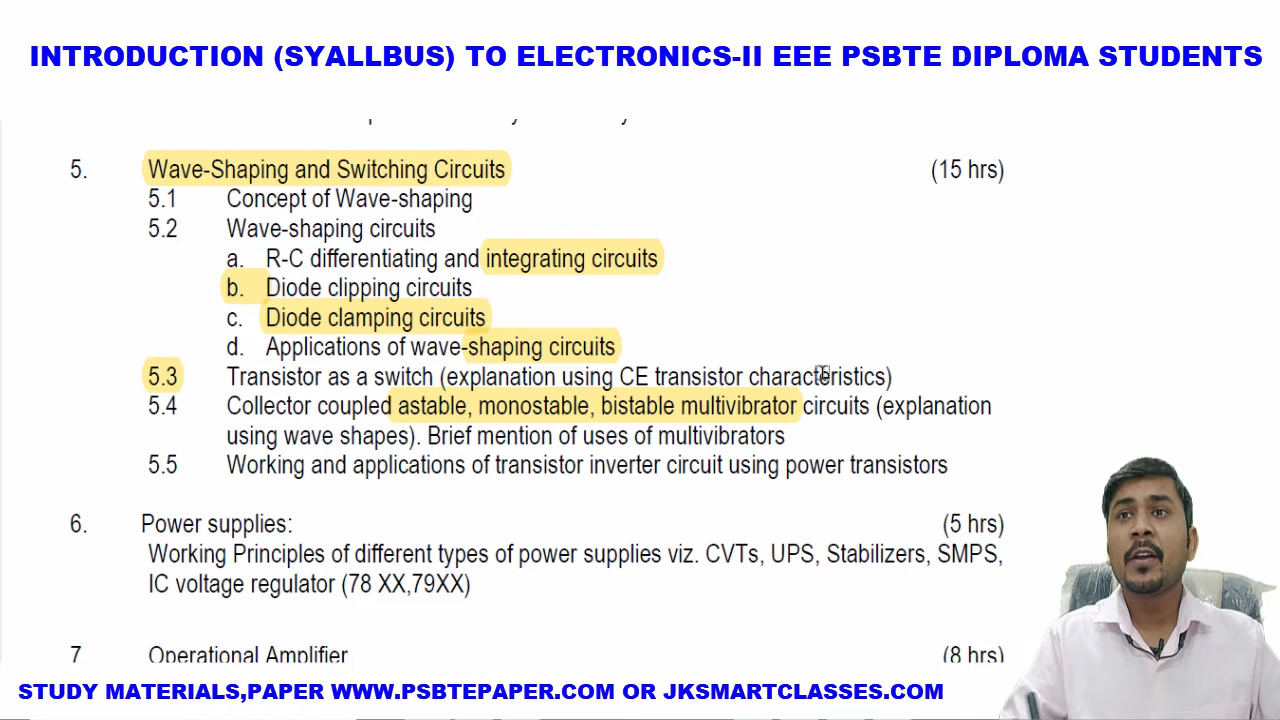 INTRODUCTION (SYALLBUS) TO ELECTRONICS-II EEE PSBTE DIPLOMA STUDENTS
5. Wave-Shaping and Switching Circuits (15 hrs)
5.1 Concept of Wave-shaping
5.2 Wave-shaping circuits
a. R-C differentiating and integrating circuits
b. Diode clipping circuits
c. Diode clamping circuits
d. Applications of wave-shaping circuits
5.3 Transistor as a switch (explanation using CE transistor characteristics)
5.4 Collector coupled astable, monostable, bistable multivibrator circuits (explanation
using wave shapes). Brief mention of uses of multivibrators
5.5 Working and applications of transistor inverter circuit using power transistors
6. Power supplies: (5 hrs)
Working Principles of different types of power supplies viz. CVTs, UPS, Stabilizers, SMPS,
IC voltage regulator (78 XX,79XX)
7. Operational Amplifier (8 hrs)
STUDY MATERIALS,PAPER WWW.PSBTEPAPER.COM OR JKSMARTCLASSES.COM